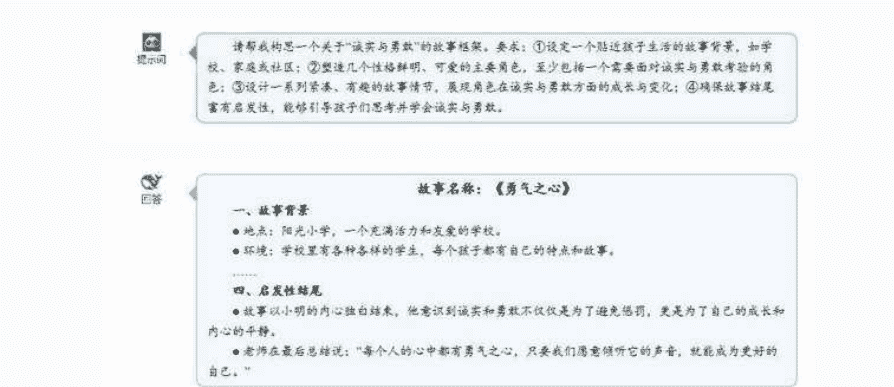 提示词
请帮我构思一个关于“诚实与勇敢”的故事框架。要求：①设定一个贴近孩子生活的故事背景，如学
校、家庭或社区；②塑造几个性格鲜明、可爱的主要角色，至少包括一个需要面对诚实与勇敢考验的角
色；③设计一系列紧凑、有趣的故事情节，展现角色在诚实与勇敢方面的成长与变化；④确保故事结尾
富有启发性，能够引导孩子们思考并学会诚实与勇敢。
回答
故事名称：《勇气之心》
一、故事背景
●地点：阳光小学，一个充满活力和友爱的学校。
●环境：学校里有各种各样的学生，每个孩子都有自己的特点和故事。
……
四、启发性结尾
●故事以小明的内心独白结束，他意识到诚实和勇敢不仅仅是为了避免惩罚，更是为了自己的成长和
内心的平静。
●老师在最后总结说：“每个人的心中都有勇气之心，只要我们愿意倾听它的声音，就能成为更好的
自己。”